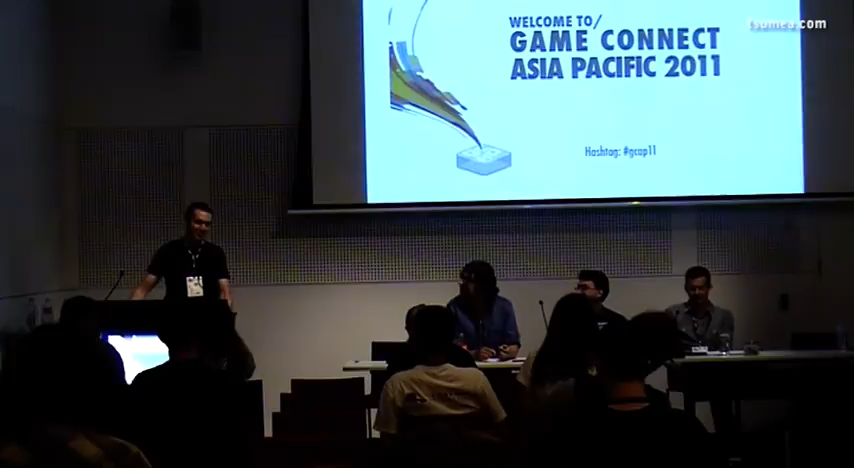 tsumea.com
WELCOME TO/
GAME CONNECT
ASIA PACIFIC 2011
Hashtag: #gcap11